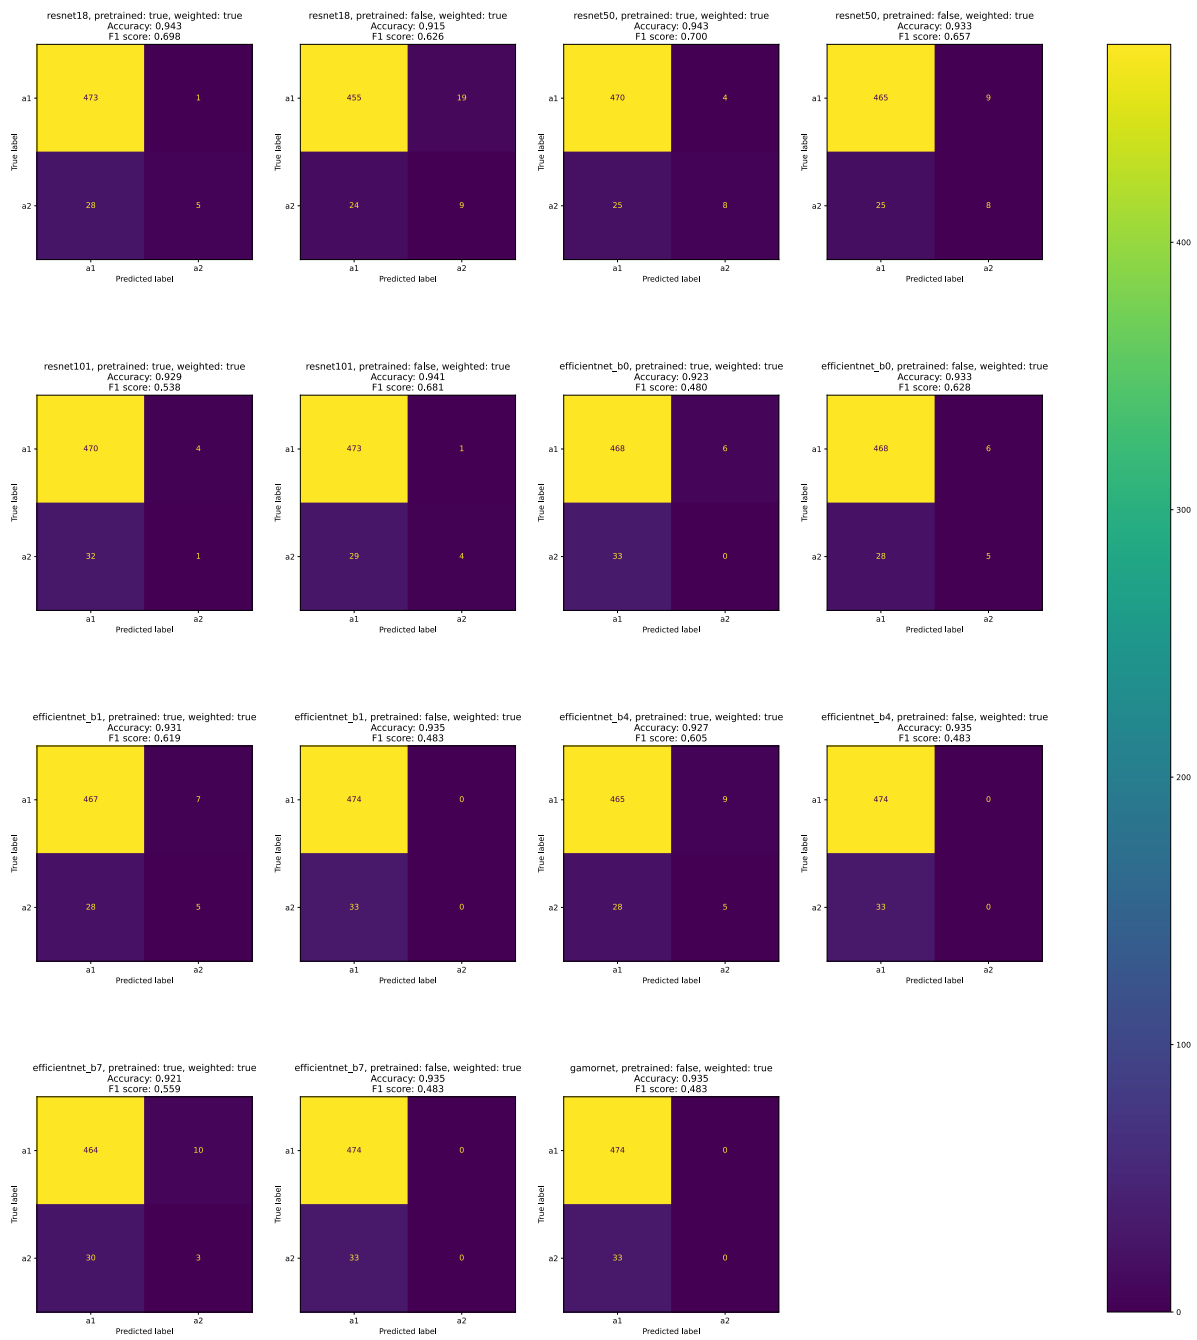 resnet18, pretrained: true, weighted: true
Accuracy: 0.943
F1 score: 0.698
a1
473
1
True label
a2
28
5
a1
a2
Predicted label
resnet18, pretrained: false, weighted: true
Accuracy: 0.915
F1 score: 0.626
a1
455
19
True label
a2
24
9
a1
a2
Predicted label
resnet50, pretrained: true, weighted: true
Accuracy: 0.943
F1 score: 0.700
a1
470
4
True label
a2
25
8
a1
a2
Predicted label
resnet50, pretrained: false, weighted: true
Accuracy: 0.933
F1 score: 0.657
a1
465
9
True label
a2
25
8
a1
a2
Predicted label
resnet101, pretrained: true, weighted: true
Accuracy: 0.929
F1 score: 0.538
a1
470
4
True label
a2
32
1
a1
a2
Predicted label
resnet101, pretrained: false, weighted: true
Accuracy: 0.941
F1 score: 0.681
a1
473
1
True label
a2
29
4
a1
a2
Predicted label
efficientnet_b0, pretrained: true, weighted: true
Accuracy: 0.923
F1 score: 0.480
a1
468
6
True label
a2
33
0
a1
a2
Predicted label
efficientnet_b0, pretrained: false, weighted: true
Accuracy: 0.933
F1 score: 0.628
a1
468
6
True label
a2
28
5
a1
a2
Predicted label
efficientnet_b1, pretrained: true, weighted: true
Accuracy: 0.931
F1 score: 0.619
a1
467
7
True label
a2
28
5
a1
a2
Predicted label
efficientnet_b1, pretrained: false, weighted: true
Accuracy: 0.935
F1 score: 0.483
a1
474
0
True label
a2
33
0
a1
a2
Predicted label
efficientnet_b4, pretrained: true, weighted: true
Accuracy: 0.927
F1 score: 0.605
a1
465
9
True label
a2
28
5
a1
a2
Predicted label
efficientnet_b4, pretrained: false, weighted: true
Accuracy: 0.935
F1 score: 0.483
a1
474
0
True label
a2
33
0
a1
a2
Predicted label
efficientnet_b7, pretrained: true, weighted: true
Accuracy: 0.921
F1 score: 0.559
a1
464
10
True label
a2
30
3
a1
a2
Predicted label
efficientnet_b7, pretrained: false, weighted: true
Accuracy: 0.935
F1 score: 0.483
a1
474
0
True label
a2
33
0
a1
a2
Predicted label
gamornet, pretrained: false, weighted: true
Accuracy: 0.935
F1 score: 0.483
a1
474
0
True label
a2
33
0
a1
a2
Predicted label
400
300
200
100
0